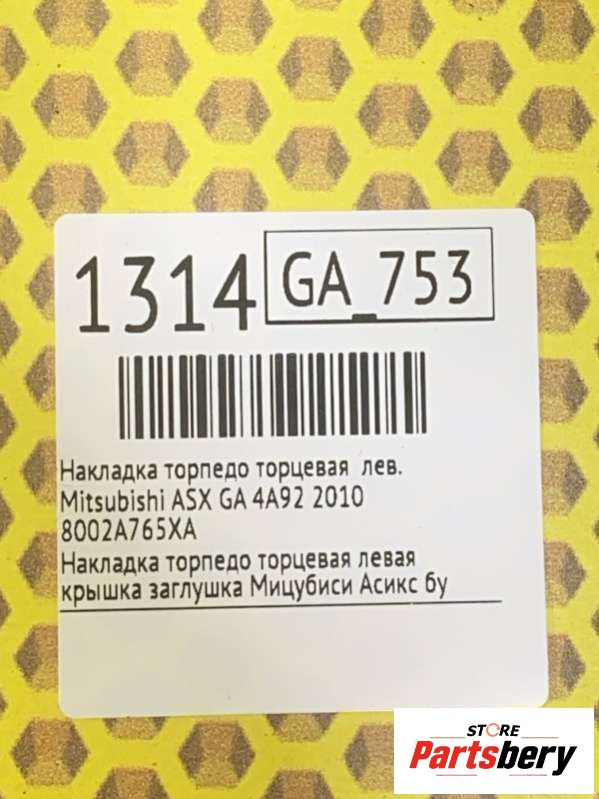 1314 GA_753
Накладка торпедо торцевая лев.
Mitsubishi ASX GA 4A92 2010
8002A765XA
Накладка торпедо торцевая левая
крышка заглушка Мицубиси Асикс бу
STORE
Partsbery